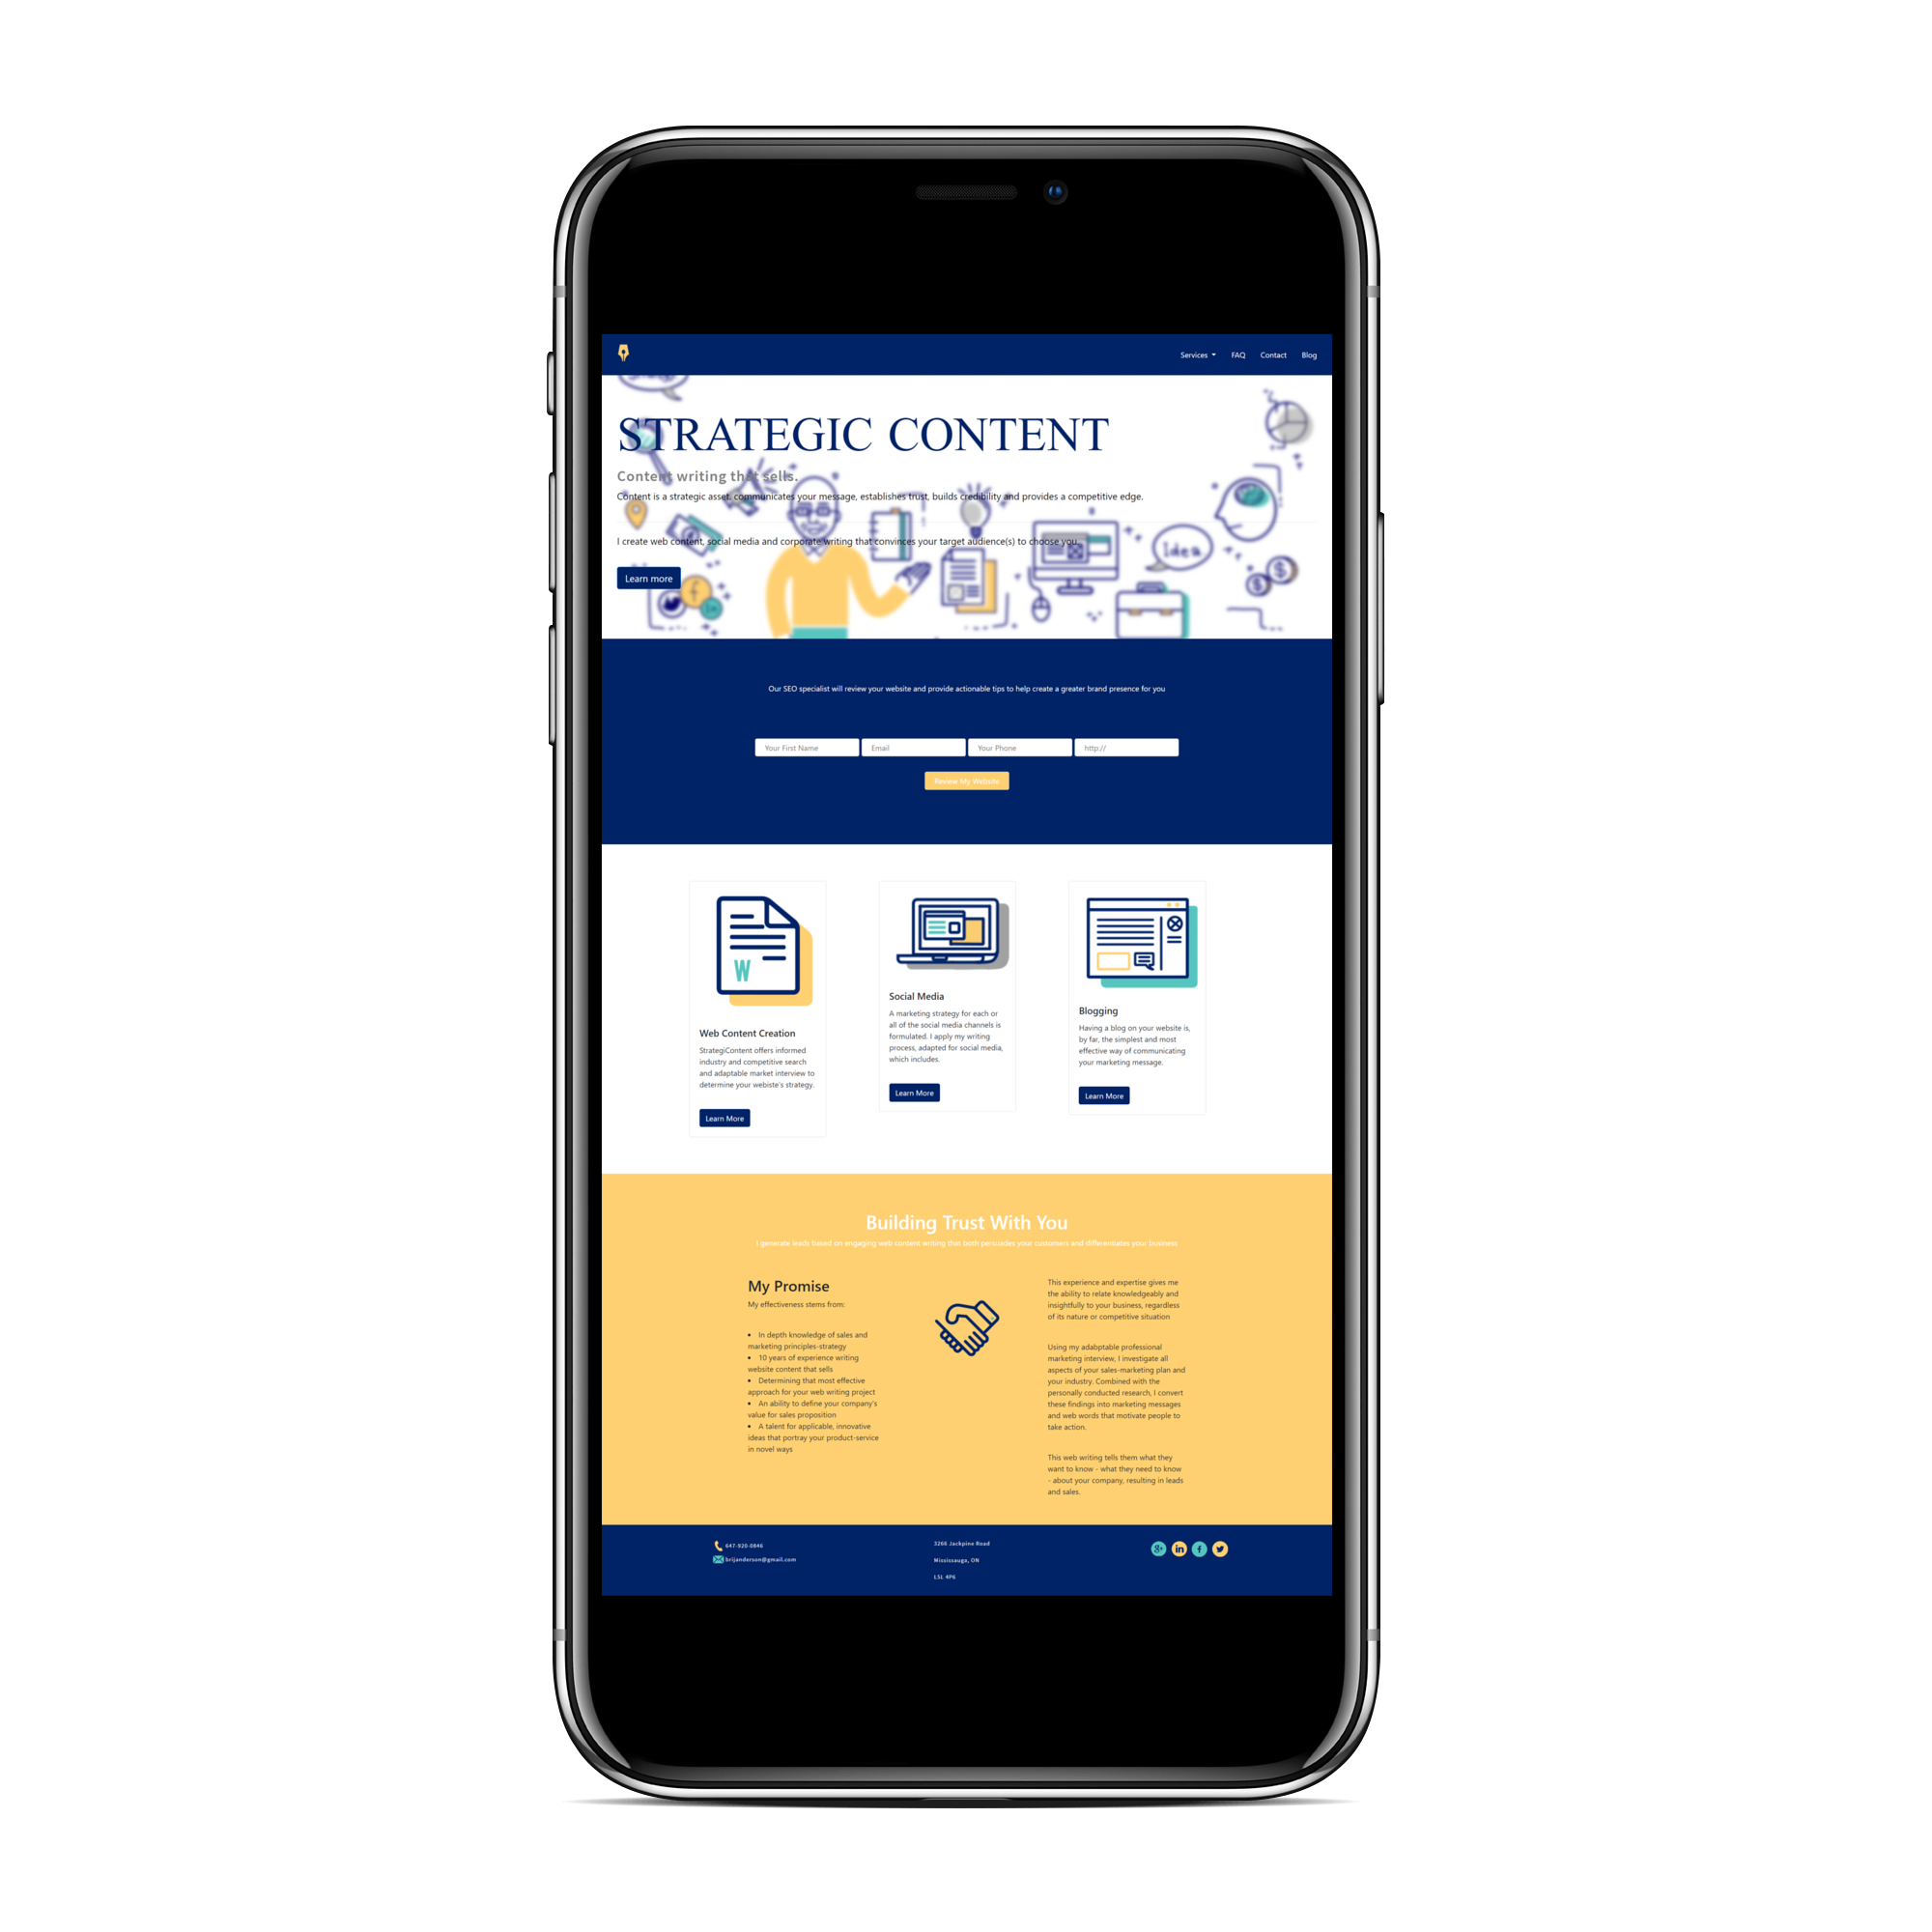 Services FAQ Contact Blog
STRATEGIC CONTENT
Content writing that sells.
Content is a strategic asset. communicates your message, establishes trust, builds credibility and provides a competitive edge.
I create web content, social media and corporate writing that convinces your target audience(s) to choose you.
Learn more
Idea
$ $
Our SEO specialist will review your website and provide actionable tips to help create a greater brand presence for you
Your First Name Email Your Phone http://
Review My Website
W
Web Content Creation
StrategiContent offers informed
industry and competitive search
and adaptable market interview to
determine your webiste's strategy.
Learn More
Social Media
A marketing strategy for each or
all of the social media channels is
formulated. I apply my writing
process, adapted for social media,
which includes.
Learn More
Blogging
Having a blog on your website is,
by far, the simplest and most
effective way of communicating
your marketing message.
Learn More
Building Trust With You
I generate leads based on engaging web content writing that both persuades your customers and differentiates your business
My Promise
My effectiveness stems from:
• In depth knowledge of sales and
marketing principles-strategy
• 10 years of experience writing
website content that sells
• Determining that most effective
approach for your web writing project
• An ability to define your company's
value for sales proposition
• A talent for applicable, innovative
ideas that portray your product-service
in novel ways
This experience and expertise gives me
the ability to relate knowledgeably and
insightfully to your business, regardless
of its nature or competitive situation
Using my adabptable professional
marketing interview, I investigate all
aspects of your sales-marketing plan and
your industry. Combined with the
personally conducted research, I convert
these findings into marketing messages
and web words that motivate people to
take action.
This web writing tells them what they
want to know - what they need to know
- about your company, resulting in leads
and sales.
647-920-0846
brijanderson@gmail.com
3266 Jackpine Road
Mississauga, ON
L5L 4P6
g+ in f